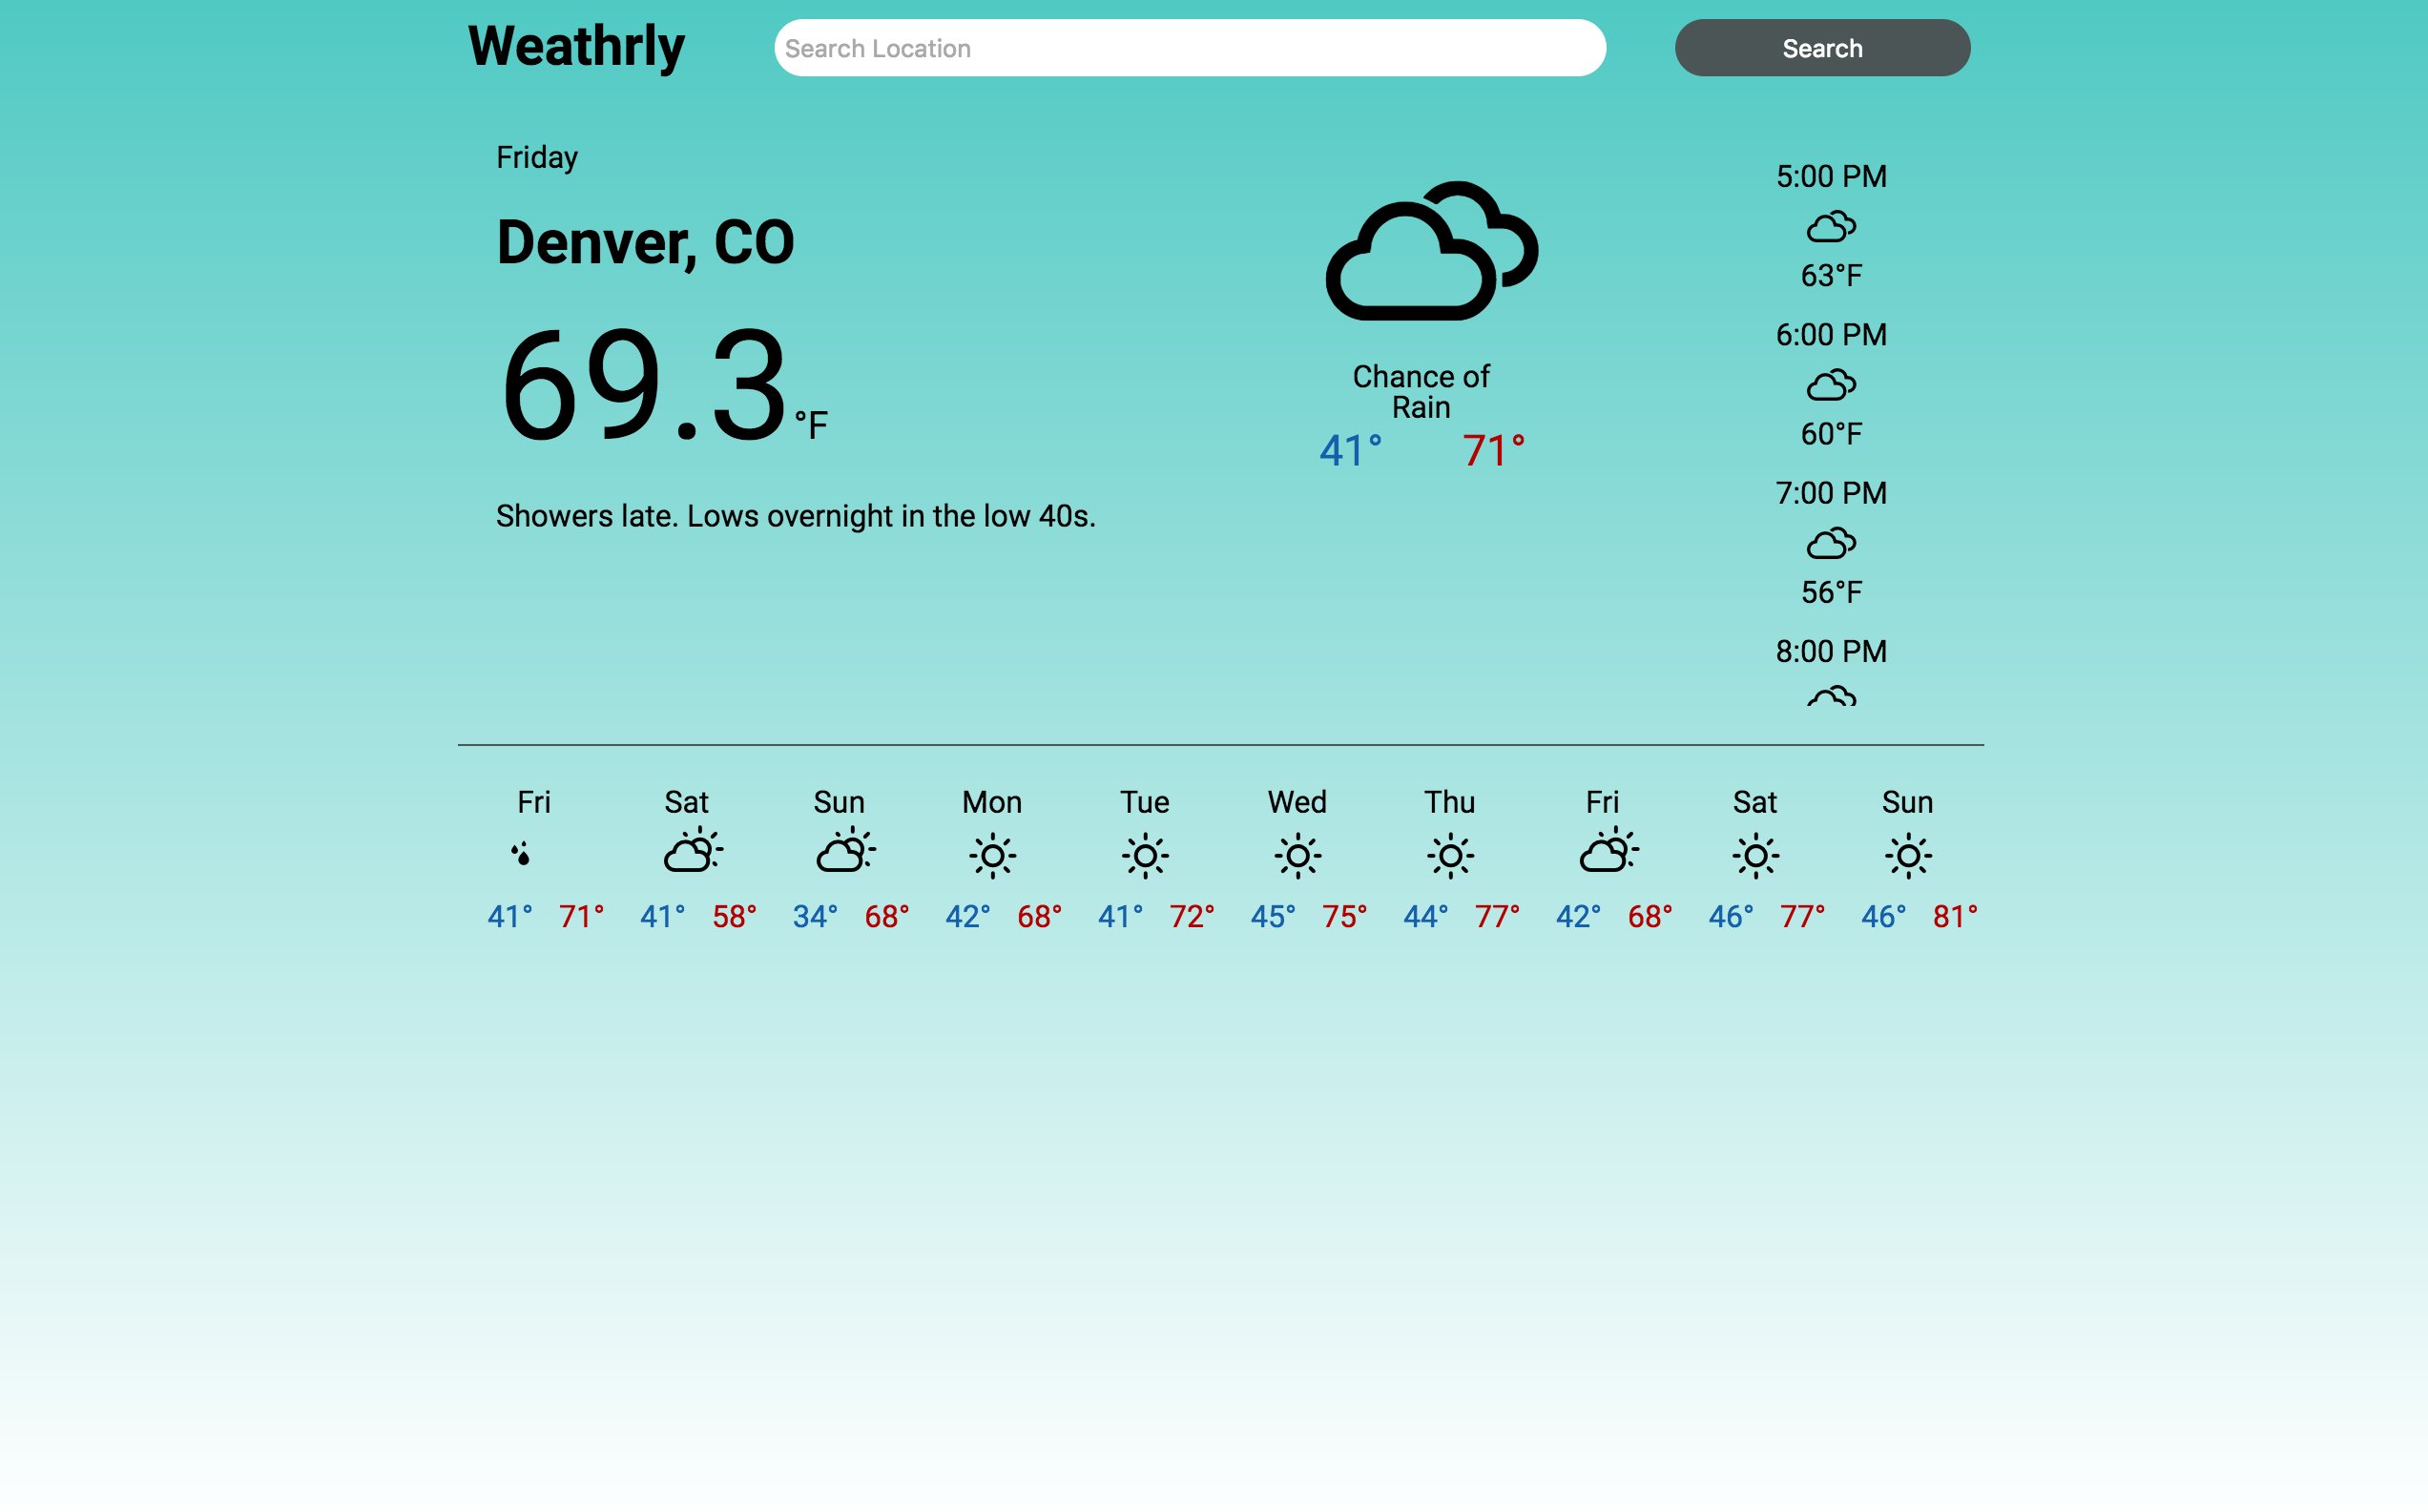 Weathrly
Search Location
Search
Friday
Denver, CO
69.3 °F
Showers late. Lows overnight in the low 40s.
Chance of
Rain
41° 71°
5:00 PM
63°F
6:00 PM
60°F
7:00 PM
56°F
8:00 PM
Fri Sat Sun Mon Tue Wed Thu Fri Sat Sun
41° 71° 41° 58° 34° 68° 42° 68° 41° 72° 45° 75° 44° 77° 42° 68° 46° 77° 46° 81°